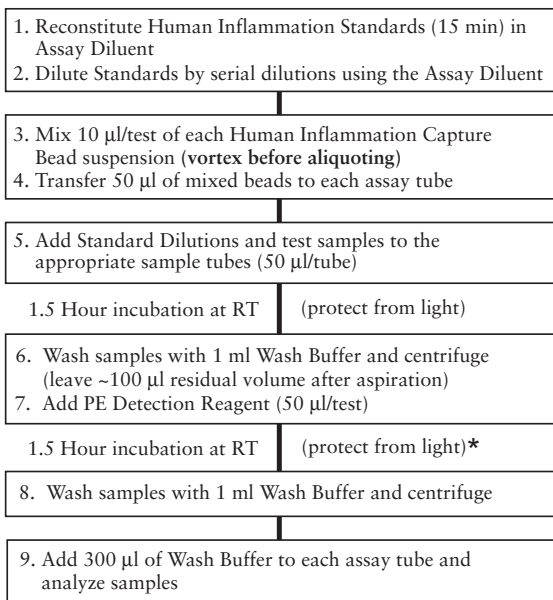 1. Reconstitute Human Inflammation Standards (15 min) in
Assay Diluent
2. Dilute Standards by serial dilutions using the Assay Diluent
3. Mix 10 µl/test of each Human Inflammation Capture
Bead suspension (vortex before aliquoting)
4. Transfer 50 µl of mixed beads to each assay tube
5. Add Standard Dilutions and test samples to the
appropriate sample tubes (50 µl/tube)
1.5 Hour incubation at RT (protect from light)
6. Wash samples with 1 ml Wash Buffer and centrifuge
(leave ~100 µl residual volume after aspiration)
7. Add PE Detection Reagent (50 µl/test)
1.5 Hour incubation at RT (protect from light)*
8. Wash samples with 1 ml Wash Buffer and centrifuge
9. Add 300 µl of Wash Buffer to each assay tube and
analyze samples